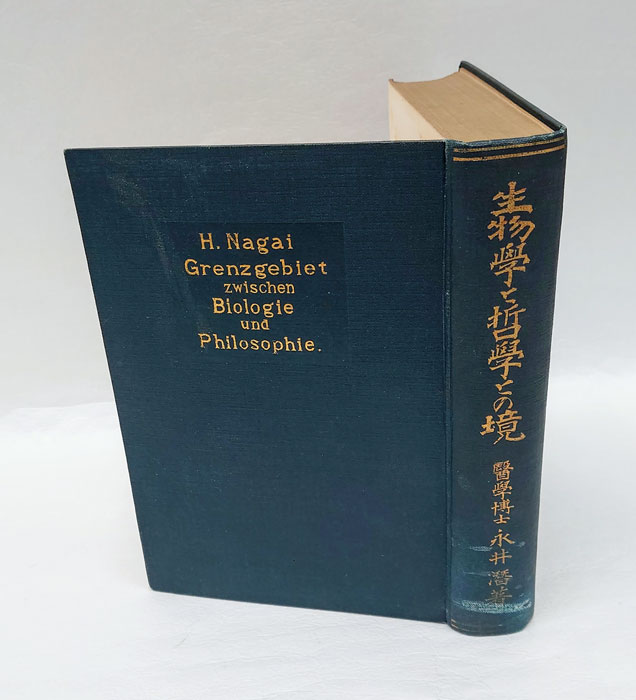 H. Nagai
Grenzgebiet
zwischen
Biologie
und
Philosophie.
生物學と哲學との境
醫學博士 永井潛著